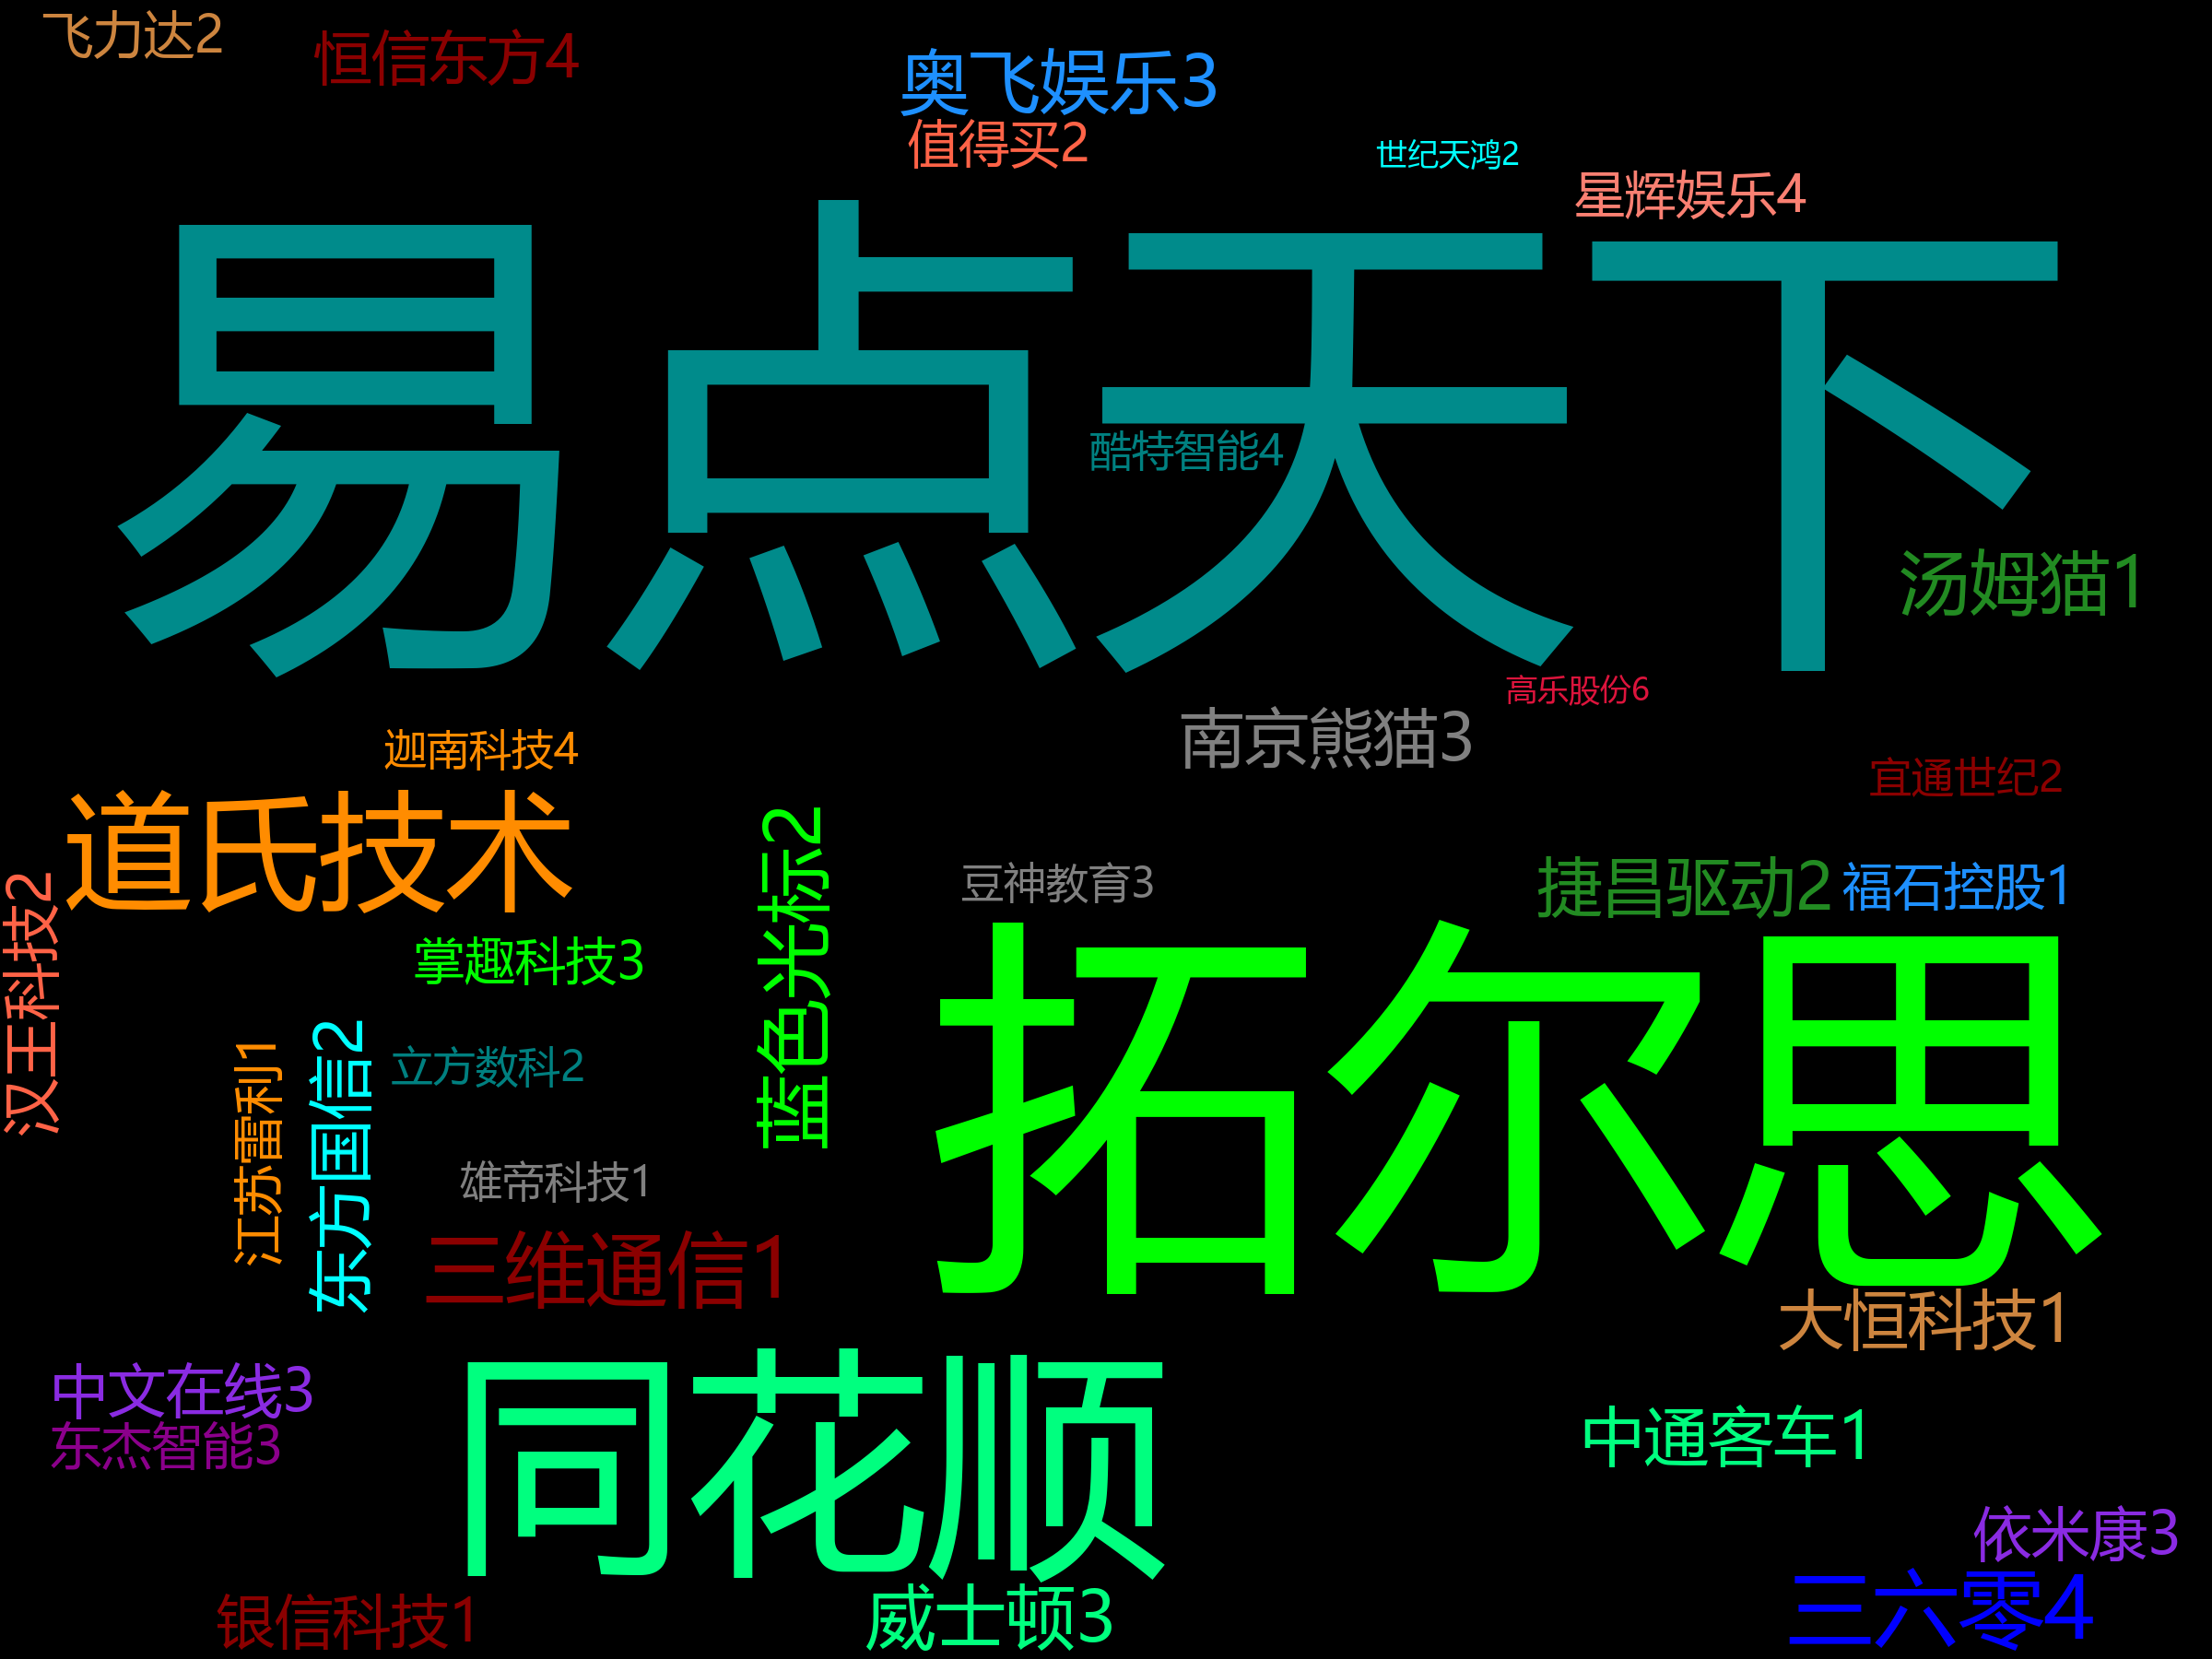 飞力达2
恒信东方4
奥飞娱乐3
值得买2
世纪天鸿2
星辉娱乐4
易点天下
酷特智能4
汤姆猫1
高乐股份6
南京熊猫3
迦南科技4
宜通世纪2
道氏技术
蓝色光标2
豆神教育3
捷昌驱动2
福石控股1
汉王科技2
掌趣科技3
拓尔思
江苏雷利1
东方国信2
立方数科2
雄帝科技1
三维通信1
大恒科技1
同花顺
中文在线3
东杰智能3
中通客车1
依米康3
三六零4
银信科技1
威士顿3